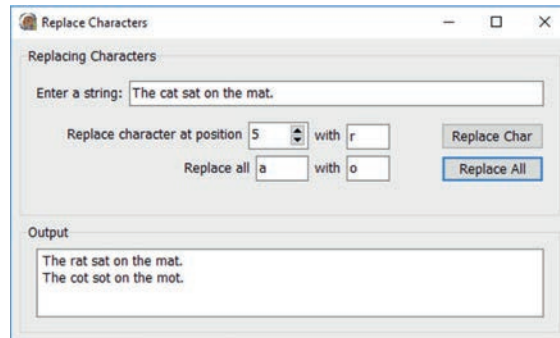 Replace Characters
Replacing Characters
Enter a string: The cat sat on the mat.
Replace character at position 5 with r Replace Char
Replace all a with o Replace All
Output
The rat sat on the mat.
The cot sot on the mot.